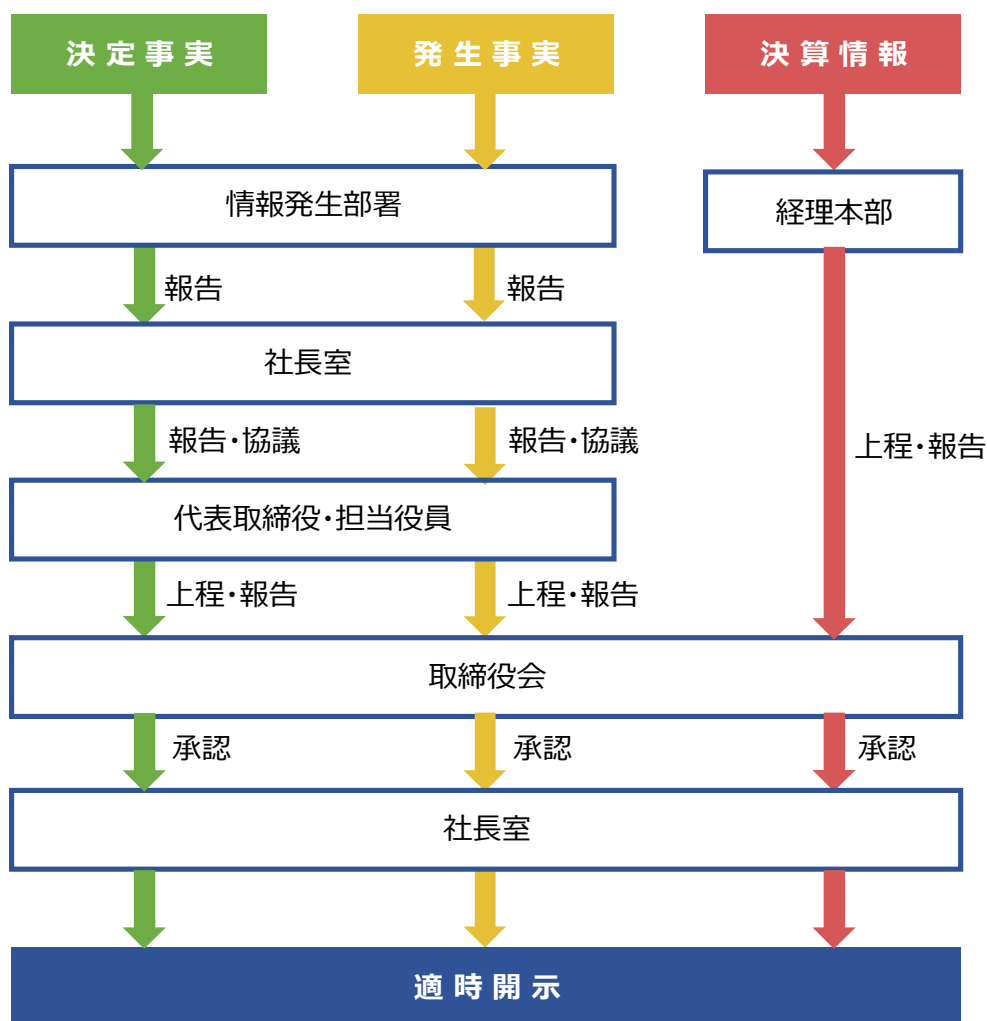 決定事実
発生事実
決算情報
情報発生部署
経理本部
報告
報告
社長室
報告・協議
報告・協議
上程・報告
代表取締役・担当役員
上程・報告
上程・報告
取締役会
承認
承認
承認
社長室
適時開示